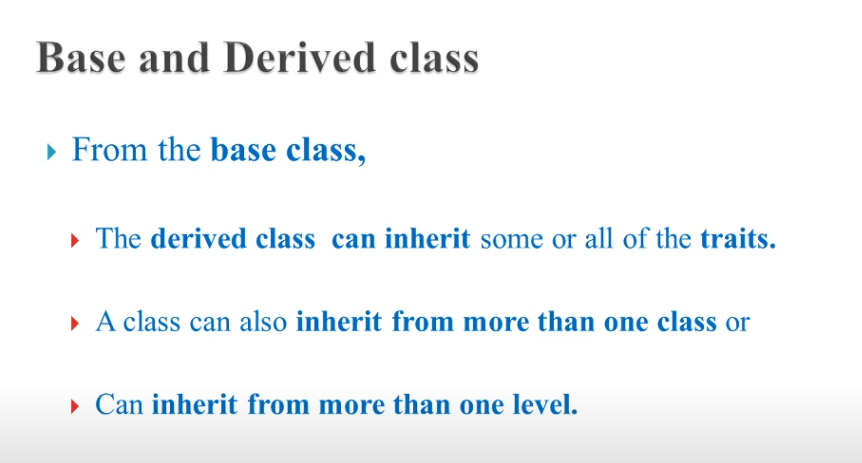 Base and Derived class
From the base class,
The derived class can inherit some or all of the traits.
A class can also inherit from more than one class or
Can inherit from more than one level.